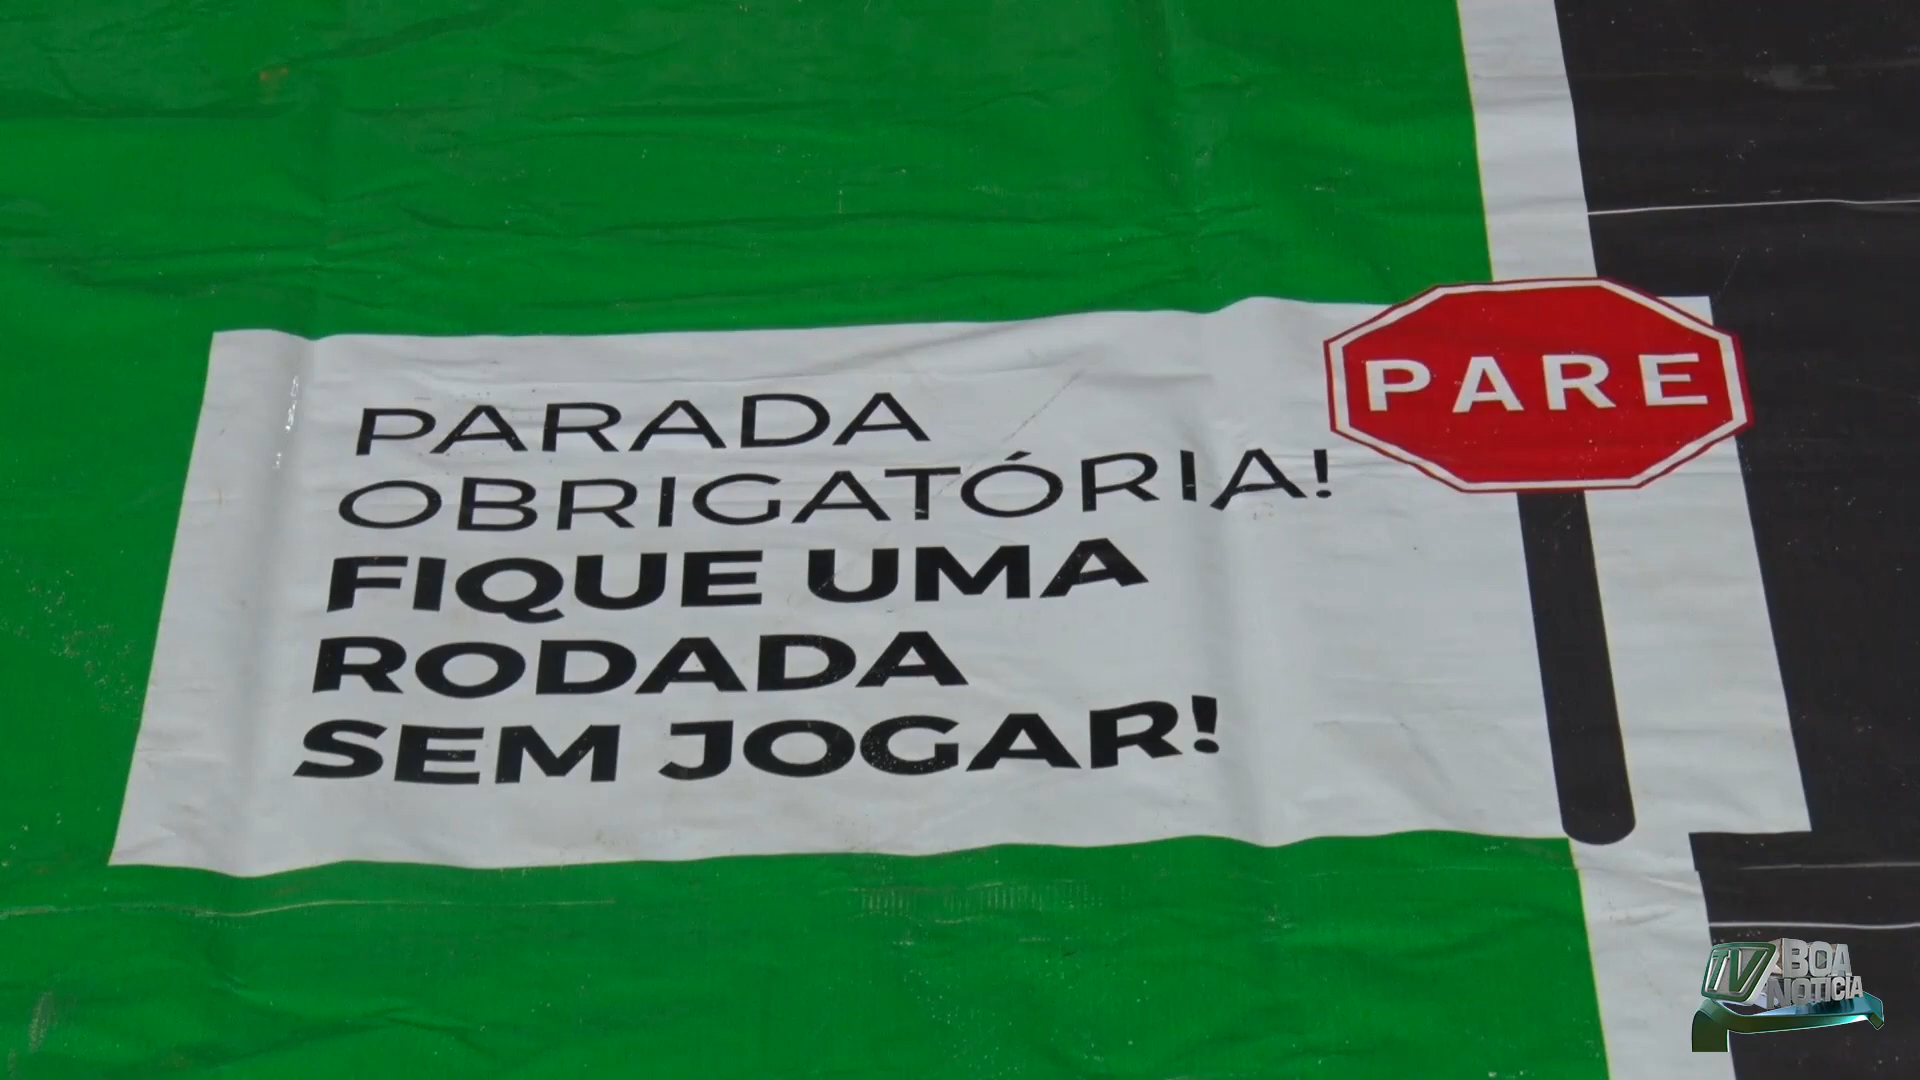 PARADA
OBRIGATÓRIA!
FIQUE UMA
RODADA
SEM JOGAR!
PARE
TV BOA
NOTÍCIA